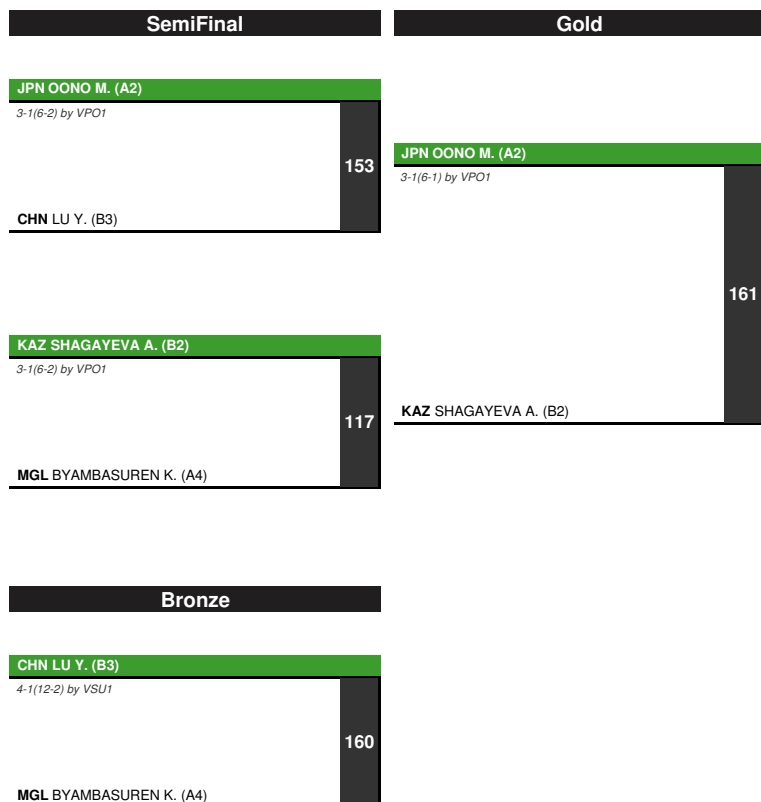 SemiFinal
Gold
JPN OONO M. (A2)
3-1(6-2) by VPO1
153
CHN LU Y. (B3)
JPN OONO M. (A2)
3-1(6-1) by VPO1
161
KAZ SHAGAYEVA A. (B2)
KAZ SHAGAYEVA A. (B2)
3-1(6-2) by VPO1
117
MGL BYAMBASUREN K. (A4)
Bronze
CHN LU Y. (B3)
4-1(12-2) by VSU1
160
MGL BYAMBASUREN K. (A4)